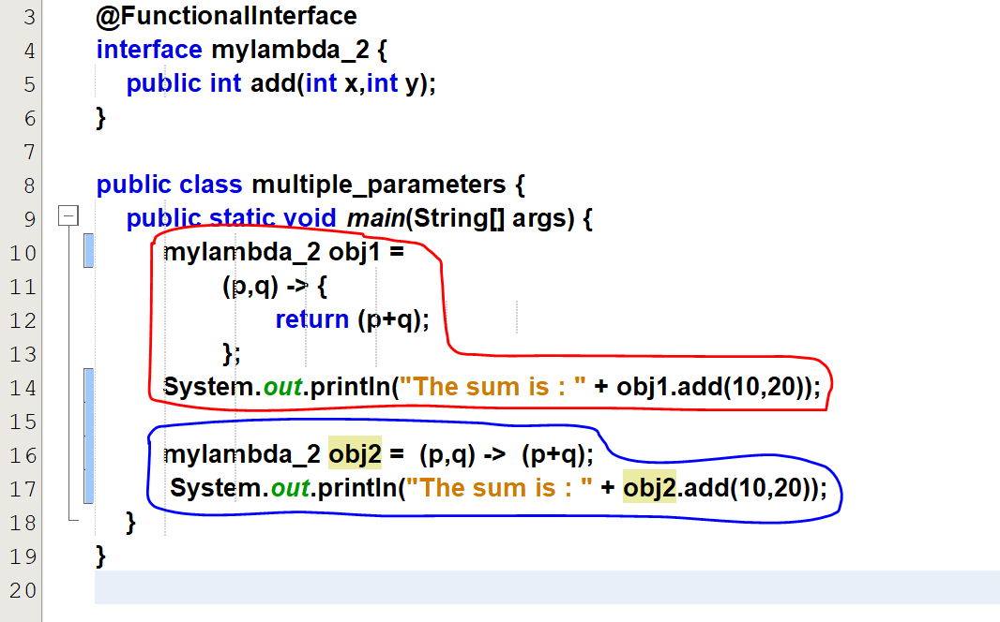 3 @FunctionalInterface
4 interface mylambda_2 {
5 public int add(int x,int y);
6 }
7
8 public class multiple_parameters {
9 public static void main(String[] args) {
10 mylambda_2 obj1 =
11 (p,q) -> {
12 return (p+q);
13 };
14 System.out.println("The sum is : " + obj1.add(10,20));
15
16 mylambda_2 obj2 = (p,q) -> (p+q);
17 System.out.println("The sum is : " + obj2.add(10,20));
18 }
19 }
20